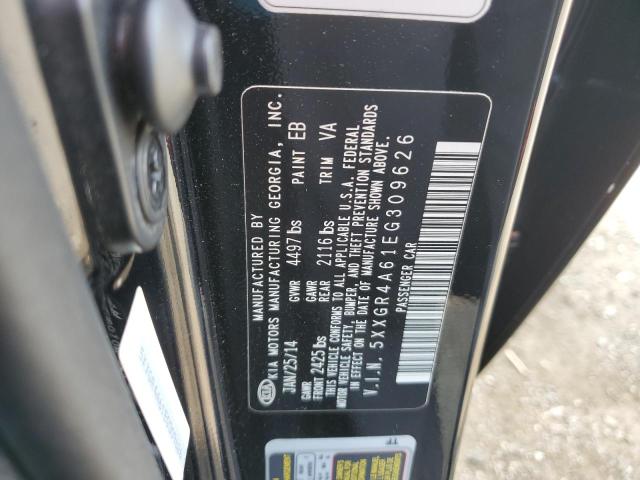 MANUFACTURED BY
KIA KIA MOTORS MANUFACTURING GEORGIA, INC.
JAN/25/14 GVWR 4497 lbs PAINT EB
GAWR FRONT 2425 lbs GAWR REAR 2116 lbs TRIM VA
THIS VEHICLE CONFORMS TO ALL APPLICABLE U.S.A. FEDERAL
MOTOR VEHICLE SAFETY, BUMPER, AND THEFT PREVENTION STANDARDS
IN EFFECT ON THE DATE OF MANUFACTURE SHOWN ABOVE.
V.I.N. 5XXGR4A61EG309626
PASSENGER CAR